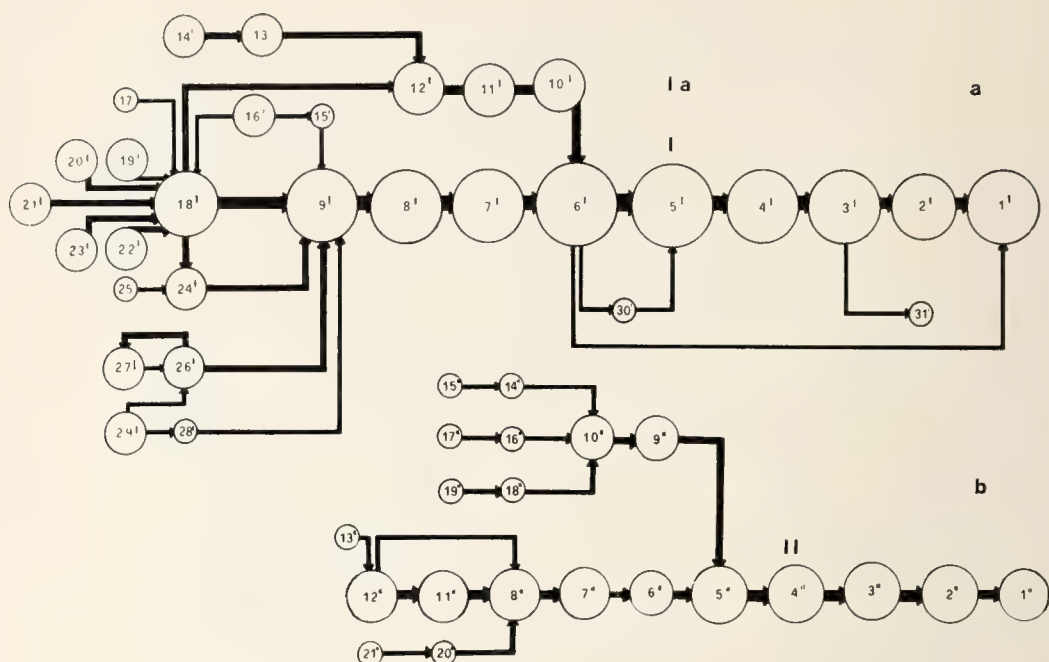 14' 13
12' 11' 10' I a a
17 16' 15' I
20' 19'
21' 18' 9' 8' 7' 6' 5' 4' 3' 2' 1'
23' 22'
25 24' 30' 31'
27' 26'
24' 28'
15" 14"
17" 16" 10" 9"
19" 18" b
13" II
12" 11" 8" 7" 6" 5" 4" 3" 2" 1"
21" 20"